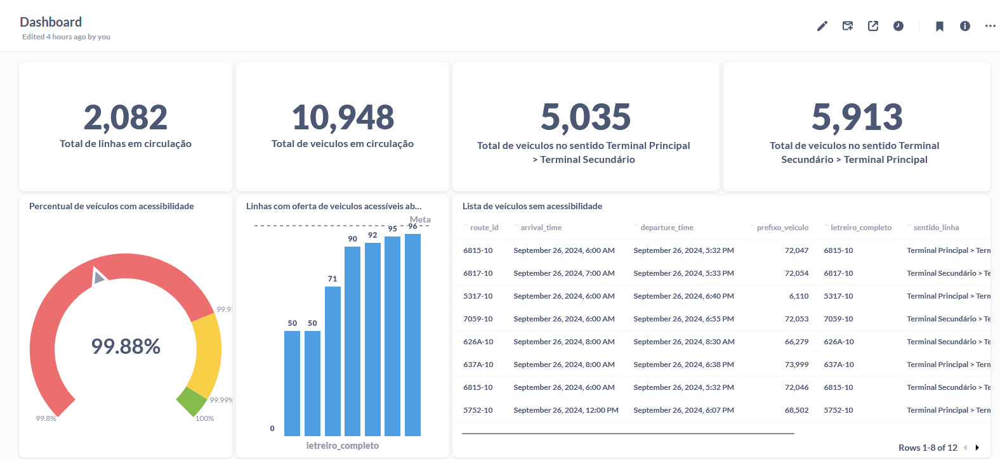 Dashboard
Edited 4 hours ago by you
2,082
Total de linhas em circulação
10,948
Total de veiculos em circulação
5,035
Total de veiculos no sentido Terminal Principal
> Terminal Secundário
5,913
Total de veiculos no sentido Terminal
Secundário > Terminal Principal
Percentual de veículos com acessibilidade
99.88%
99.8%
99.9
99.99%
100%
Linhas com oferta de veiculos acessíveis ab...
Meta
0
50
50
71
90
92
95
96
letreiro_completo
Lista de veículos sem acessibilidade
route_id arrival_time departure_time prefixo_veiculo letreiro_completo sentido_linha
6815-10 September 26, 2024, 6:00 AM September 26, 2024, 5:32 PM 72,047 6815-10 Terminal Principal > Term
6817-10 September 26, 2024, 7:00 AM September 26, 2024, 5:33 PM 72,054 6817-10 Terminal Secundário > Te
5317-10 September 26, 2024, 6:00 AM September 26, 2024, 6:40 PM 6,110 5317-10 Terminal Principal > Term
7059-10 September 26, 2024, 6:00 AM September 26, 2024, 6:55 PM 72,053 7059-10 Terminal Secundário > Te
626A-10 September 26, 2024, 8:00 AM September 26, 2024, 8:30 AM 66,279 626A-10 Terminal Secundário > Te
637A-10 September 26, 2024, 8:00 AM September 26, 2024, 6:38 PM 73,999 637A-10 Terminal Principal > Term
6815-10 September 26, 2024, 6:00 AM September 26, 2024, 5:32 PM 72,046 6815-10 Terminal Secundário > Te
5752-10 September 26, 2024, 12:00 PM September 26, 2024, 6:07 PM 68,502 5752-10 Terminal Principal > Term
Rows 1-8 of 12